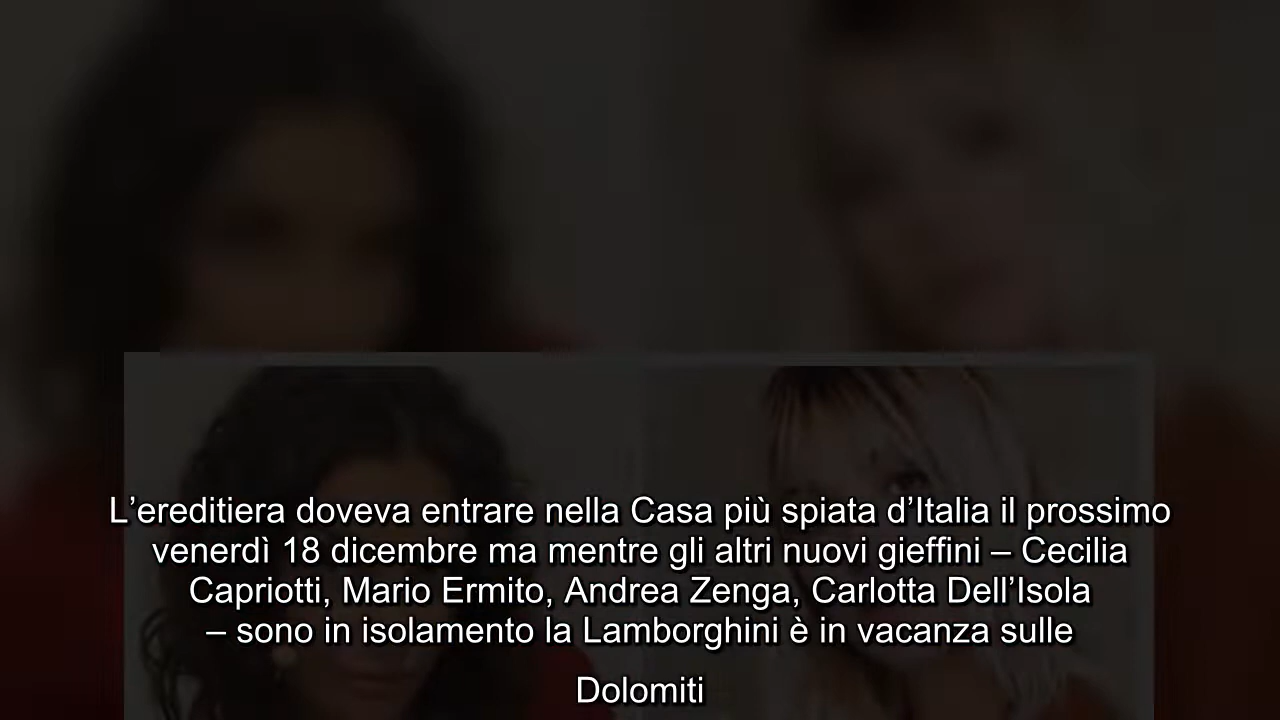 L’ereditiera doveva entrare nella Casa più spiata d’Italia il prossimo
venerdì 18 dicembre ma mentre gli altri nuovi gieffini – Cecilia
Capriotti, Mario Ermito, Andrea Zenga, Carlotta Dell’Isola
– sono in isolamento la Lamborghini è in vacanza sulle
Dolomiti